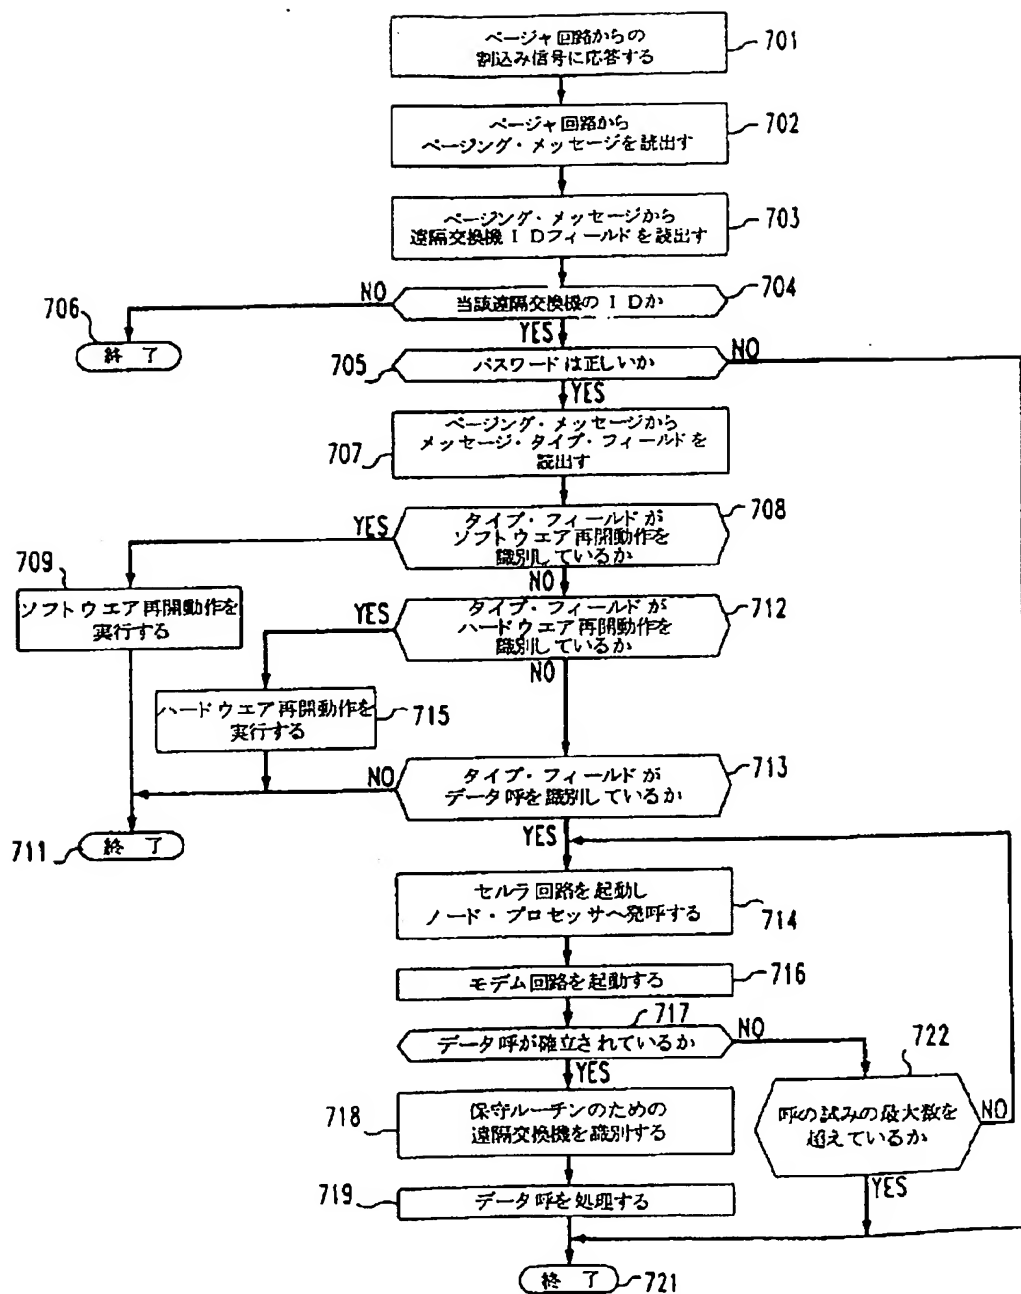 ページャ回路からの
割込み信号に応答する
701
ページャ回路から
ページング・メッセージを読出す
702
ページング・メッセージから
遠隔交換機IDフィールドを読出す
703
当該遠隔交換機のIDか
704
NO
706
終了
YES
705
パスワードは正しいか
NO
YES
ページング・メッセージから
メッセージ・タイプ・フィールドを
読出す
707
タイプ・フィールドが
ソフトウエア再開動作を
識別しているか
708
YES
709
ソフトウエア再開動作を
実行する
NO
タイプ・フィールドが
ハードウエア再開動作を
識別しているか
712
YES
ハードウエア再開動作を
実行する
715
NO
タイプ・フィールドが
データ呼を識別しているか
713
NO
711
終了
YES
セルラ回路を起動し
ノード・プロセッサへ発呼する
714
モデム回路を起動する
716
717
データ呼が確立されているか
NO
722
呼の試みの最大数を
超えているか
NO
YES
YES
718
保守ルーチンのための
遠隔交換機を識別する
719
データ呼を処理する
終了
721